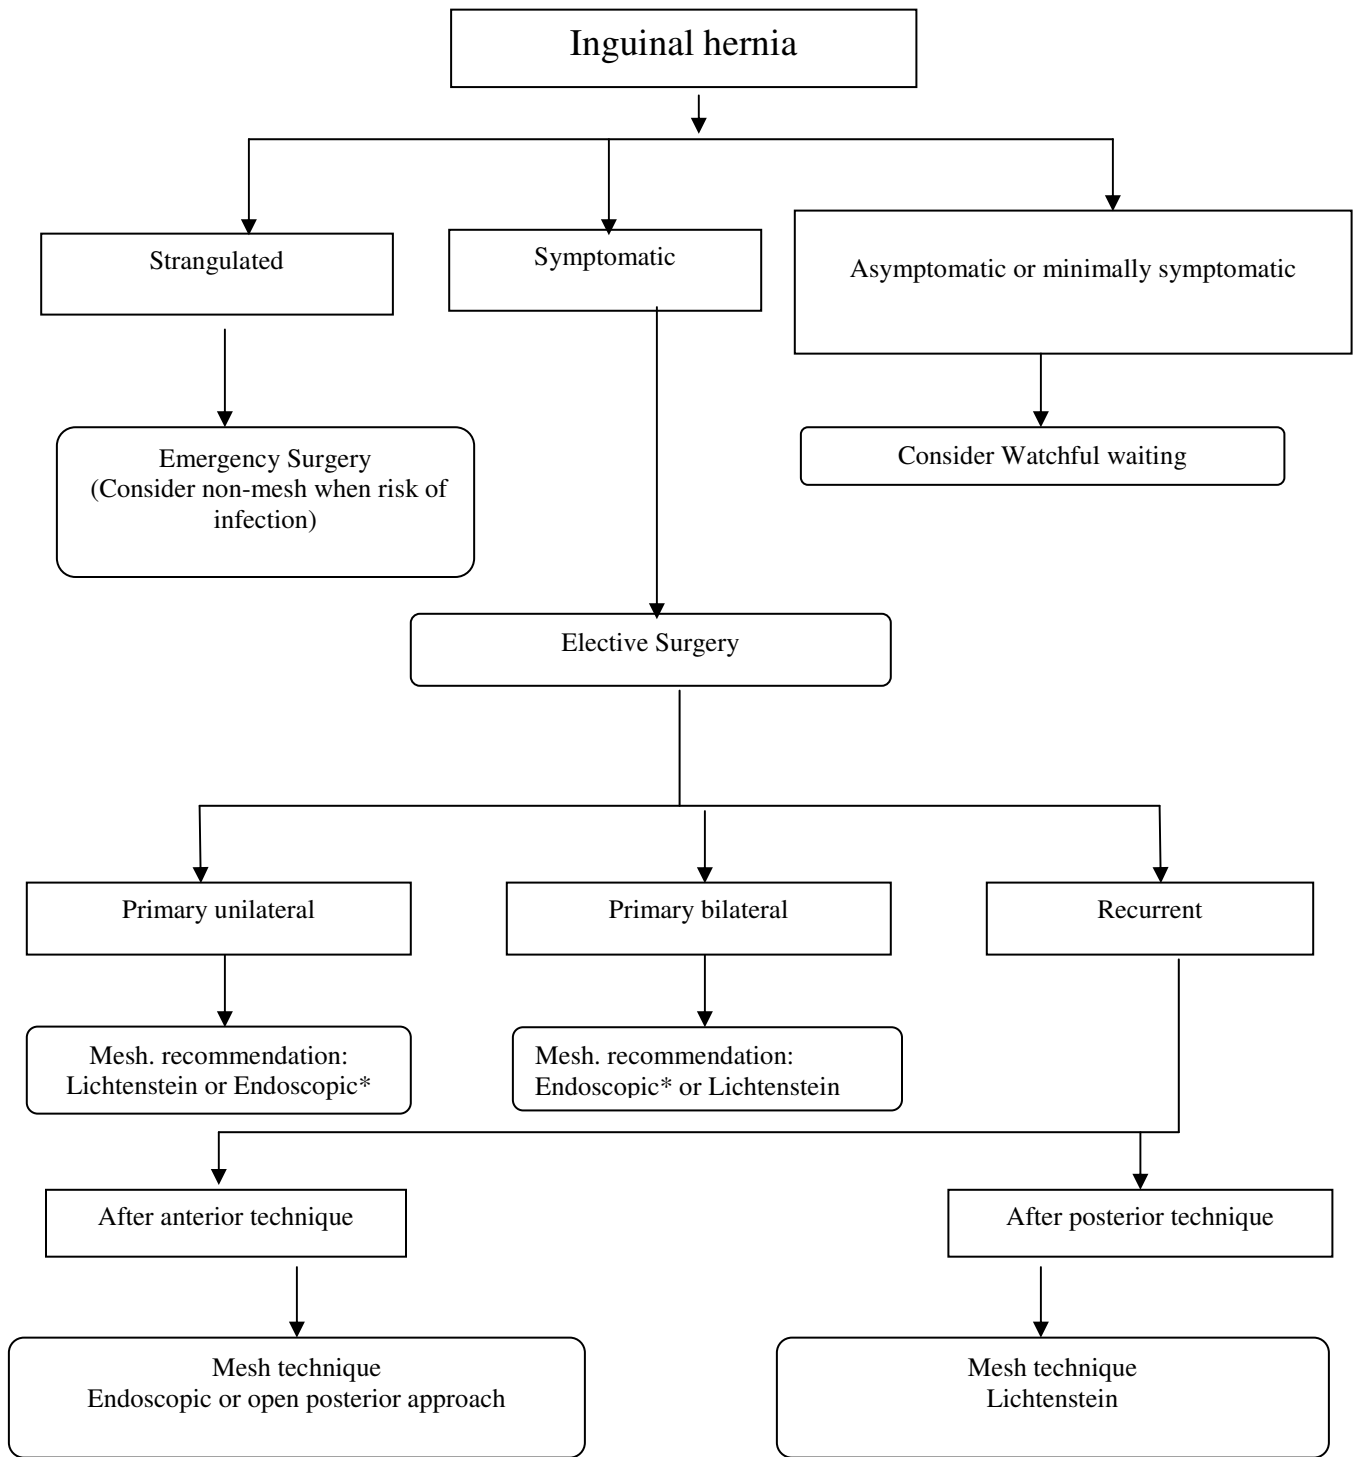 Inguinal hernia
Strangulated
Symptomatic
Asymptomatic or minimally symptomatic
Emergency Surgery
(Consider non-mesh when risk of
infection)
Consider Watchful waiting
Elective Surgery
Primary unilateral
Primary bilateral
Recurrent
Mesh. recommendation:
Lichtenstein or Endoscopic*
Mesh. recommendation:
Endoscopic* or Lichtenstein
After anterior technique
After posterior technique
Mesh technique
Endoscopic or open posterior approach
Mesh technique
Lichtenstein